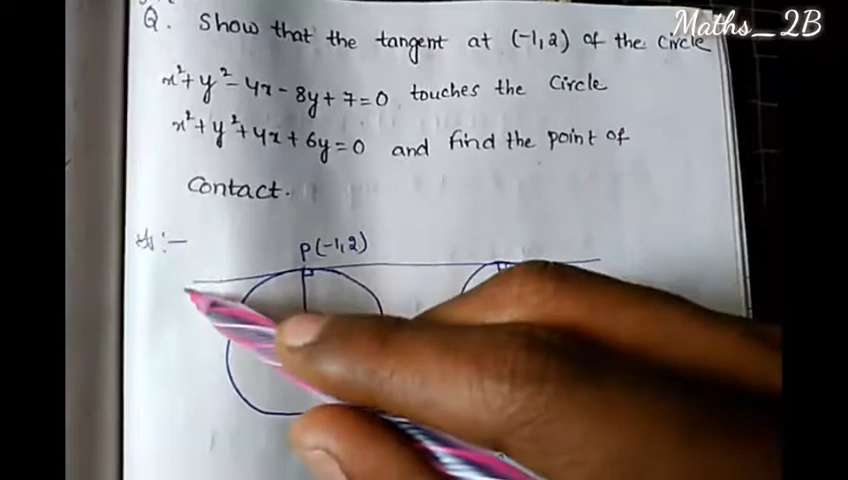 Maths_2B
Q. Show that the tangent at (-1,2) of the Circle
x²+y²-4x-8y+7=0 touches the Circle
x²+y²+4x+6y=0 and find the point of
Contact.
P(-1,2)